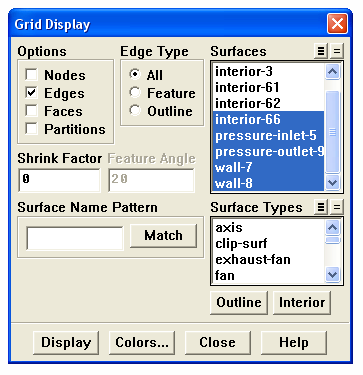 Grid Display
Options
Nodes
Edges
Faces
Partitions
Edge Type
All
Feature
Outline
Shrink Factor
0
Feature Angle
20
Surface Name Pattern
Match
Surfaces
interior-3
interior-61
interior-62
interior-66
pressure-inlet-5
pressure-outlet-9
wall-7
wall-8
Surface Types
axis
clip-surf
exhaust-fan
fan
Outline
Interior
Display
Colors...
Close
Help